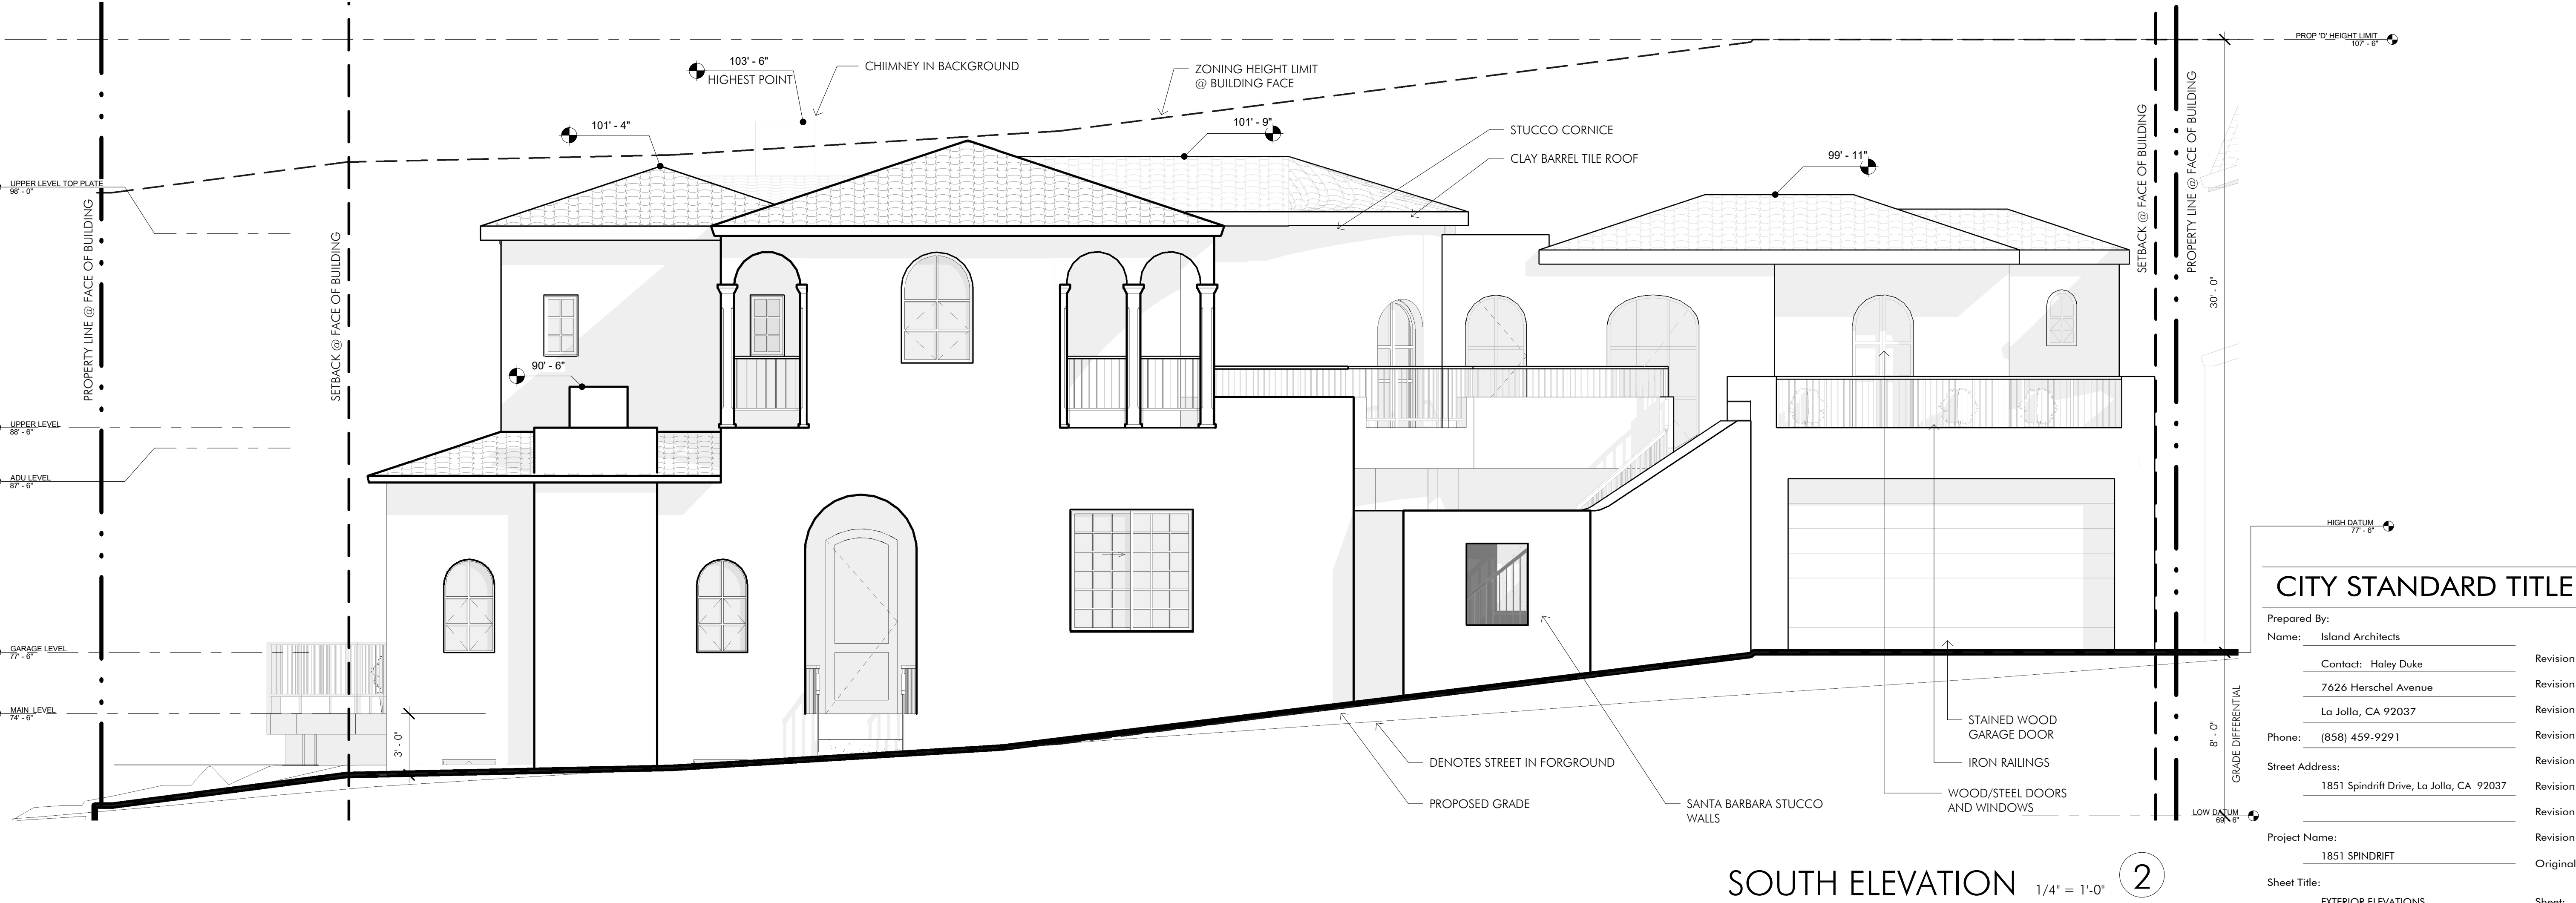 PROP 'D' HEIGHT LIMIT
107' - 6"
103' - 6"
HIGHEST POINT
CHIIMNEY IN BACKGROUND
ZONING HEIGHT LIMIT
@ BUILDING FACE
101' - 4"
101' - 9"
STUCCO CORNICE
CLAY BARREL TILE ROOF
99' - 11"
UPPER LEVEL TOP PLATE
98' - 0"
PROPERTY LINE @ FACE OF BUILDING
SETBACK @ FACE OF BUILDING
SETBACK @ FACE OF BUILDING
PROPERTY LINE @ FACE OF BUILDING
30' - 0"
90' - 6"
UPPER LEVEL
88' - 6"
ADU LEVEL
87' - 6"
HIGH DATUM
77' - 6"
GARAGE LEVEL
77' - 6"
MAIN LEVEL
74' - 6"
3' - 0"
8' - 0"
GRADE DIFFERENTIAL
STAINED WOOD
GARAGE DOOR
DENOTES STREET IN FORGROUND
IRON RAILINGS
PROPOSED GRADE
SANTA BARBARA STUCCO
WALLS
WOOD/STEEL DOORS
AND WINDOWS
LOW DATUM
69' - 6"
SOUTH ELEVATION 1/4" = 1'-0" 2
CITY STANDARD TITLE
Prepared By:
Name: Island Architects
Contact: Haley Duke
7626 Herschel Avenue
La Jolla, CA 92037
Phone: (858) 459-9291
Street Address:
1851 Spindrift Drive, La Jolla, CA 92037
Project Name:
1851 SPINDRIFT
Sheet Title:
EXTERIOR ELEVATIONS
Revision
Revision
Revision
Revision
Revision
Revision
Revision
Revision
Original
Sheet: